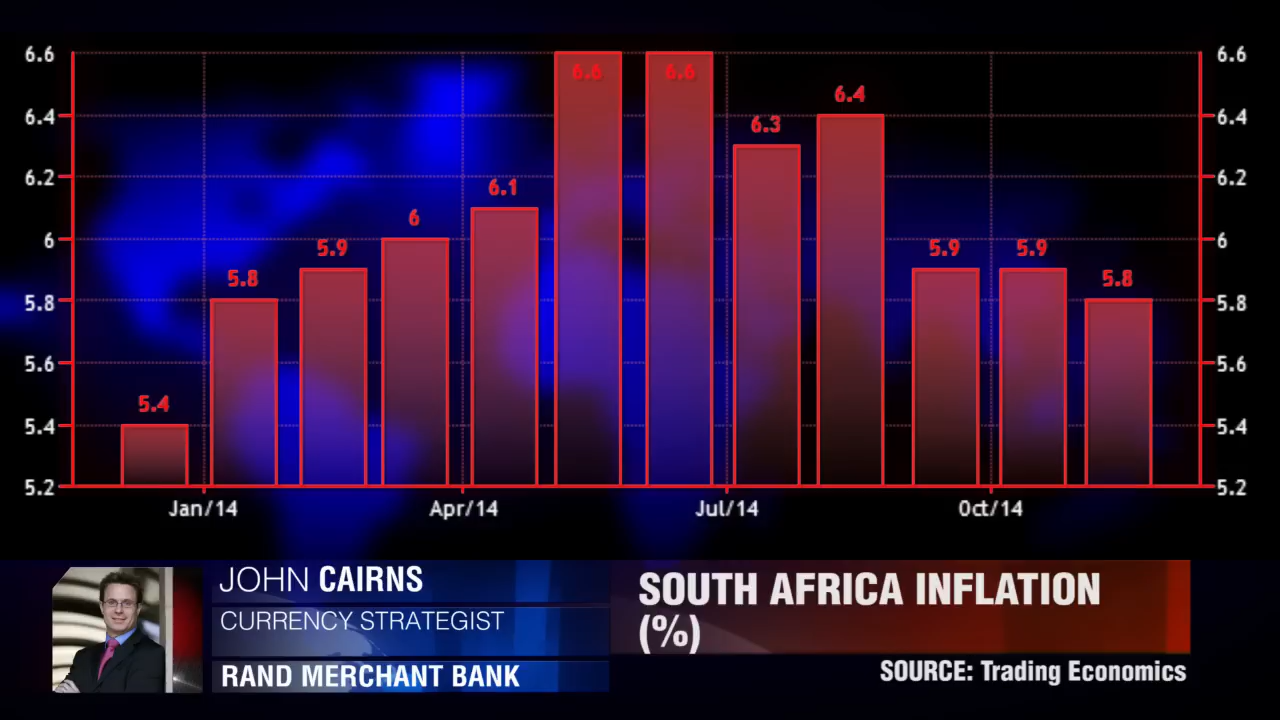 6.6 6.6
6.6 6.6
6.4
6.4 6.4
6.3
6.2 6.2
6.1
6
6 6
5.9 5.9 5.9
5.8 5.8
5.8 5.8
5.6 5.6
5.4
5.4 5.4
5.2 5.2
Jan/14 Apr/14 Jul/14 Oct/14
JOHN CAIRNS
CURRENCY STRATEGIST
RAND MERCHANT BANK
SOUTH AFRICA INFLATION
(%)
SOURCE: Trading Economics